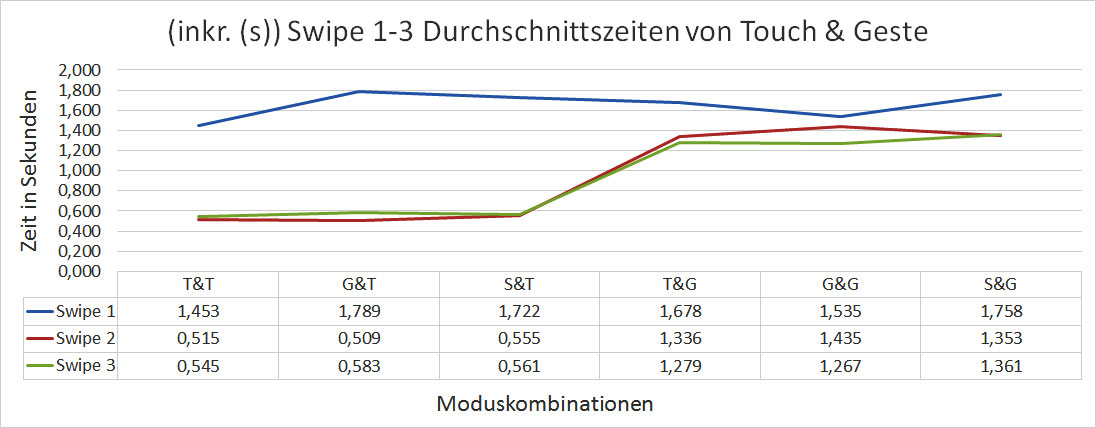 (inkr. (s)) Swipe 1-3 Durchschnittszeiten von Touch & Geste
Zeit in Sekunden
2,000
1,800
1,600
1,400
1,200
1,000
0,800
0,600
0,400
0,200
0,000
T&T G&T S&T T&G G&G S&G
Swipe 1 1,453 1,789 1,722 1,678 1,535 1,758
Swipe 2 0,515 0,509 0,555 1,336 1,435 1,353
Swipe 3 0,545 0,583 0,561 1,279 1,267 1,361
Moduskombinationen